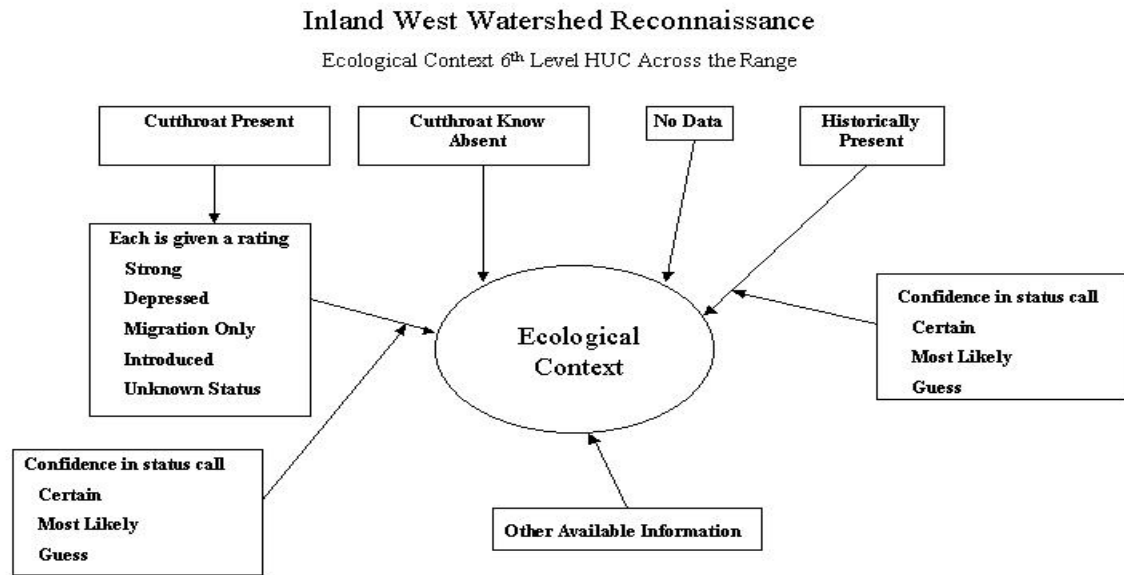 Inland West Watershed Reconnaissance
Ecological Context 6th Level HUC Across the Range
Cutthroat Present
Cutthroat Know
Absent
No Data
Historically
Present
Each is given a rating
Strong
Depressed
Migration Only
Introduced
Unknown Status
Ecological
Context
Confidence in status call
Certain
Most Likely
Guess
Confidence in status call
Certain
Most Likely
Guess
Other Available Information